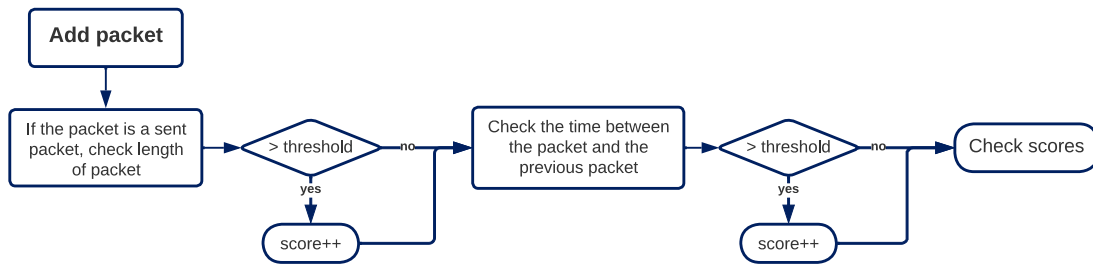 Add packet
If the packet is a sent
packet, check length
of packet
> threshold
no
yes
score++
Check the time between
the packet and the
previous packet
> threshold
no
yes
score++
Check scores